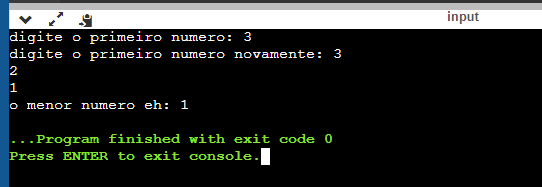 input
digite o primeiro numero: 3
digite o primeiro numero novamente: 3
2
1
o menor numero eh: 1
...Program finished with exit code 0
Press ENTER to exit console.